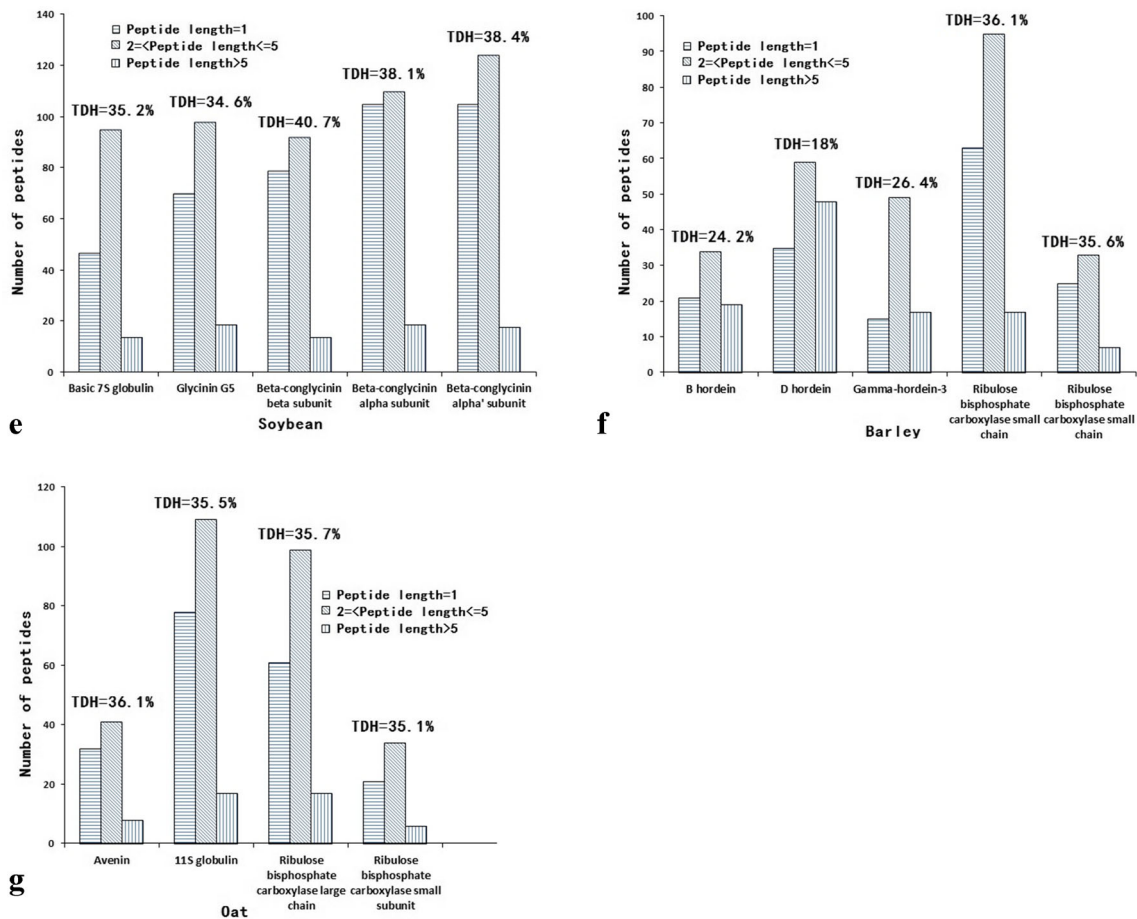 140
120
100
80
60
40
20
0
Number of peptides
Peptide length=1
2=<Peptide length<=5
Peptide length>5
TDH=35.2%
TDH=34.6%
TDH=40.7%
TDH=38.1%
TDH=38.4%
Basic 7S globulin
Glycinin G5
Beta-conglycinin
beta subunit
Beta-conglycinin
alpha subunit
Beta-conglycinin
alpha' subunit
Soybean
e
100
90
80
70
60
50
40
30
20
10
0
Number of peptides
Peptide length=1
2=<Peptide length<=5
Peptide length>5
TDH=24.2%
TDH=18%
TDH=26.4%
TDH=36.1%
TDH=35.6%
B hordein
D hordein
Gamma-hordein-3
Ribulose
bisphosphate
carboxylase small
chain
Ribulose
bisphosphate
carboxylase small
chain
Barley
f
120
100
80
60
40
20
0
Number of peptides
Peptide length=1
2=<Peptide length<=5
Peptide length>5
TDH=36.1%
TDH=35.5%
TDH=35.7%
TDH=35.1%
Avenin
11S globulin
Ribulose
bisphosphate
carboxylase large
chain
Ribulose
bisphosphate
carboxylase small
subunit
Oat
g